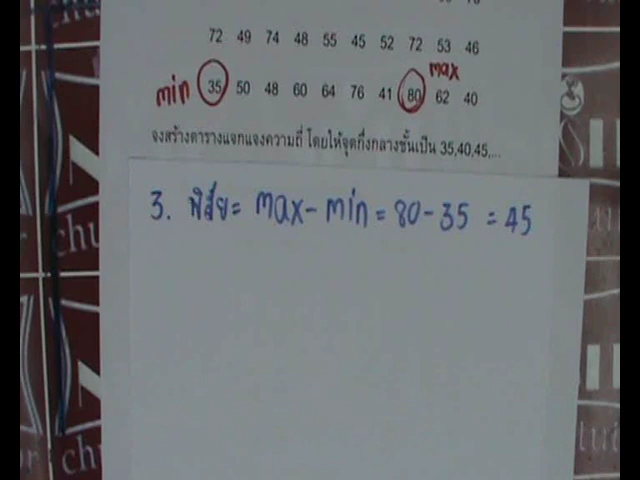 72 49 74 48 55 45 52 72 53 46
max
min 35 50 48 60 64 76 41 80 62 40
จงสร้างตารางแจกแจงความถี่ โดยให้จุดกึ่งกลางชั้นเป็น 35,40,45,...
3. พิสัย = max - min = 80 - 35 = 45